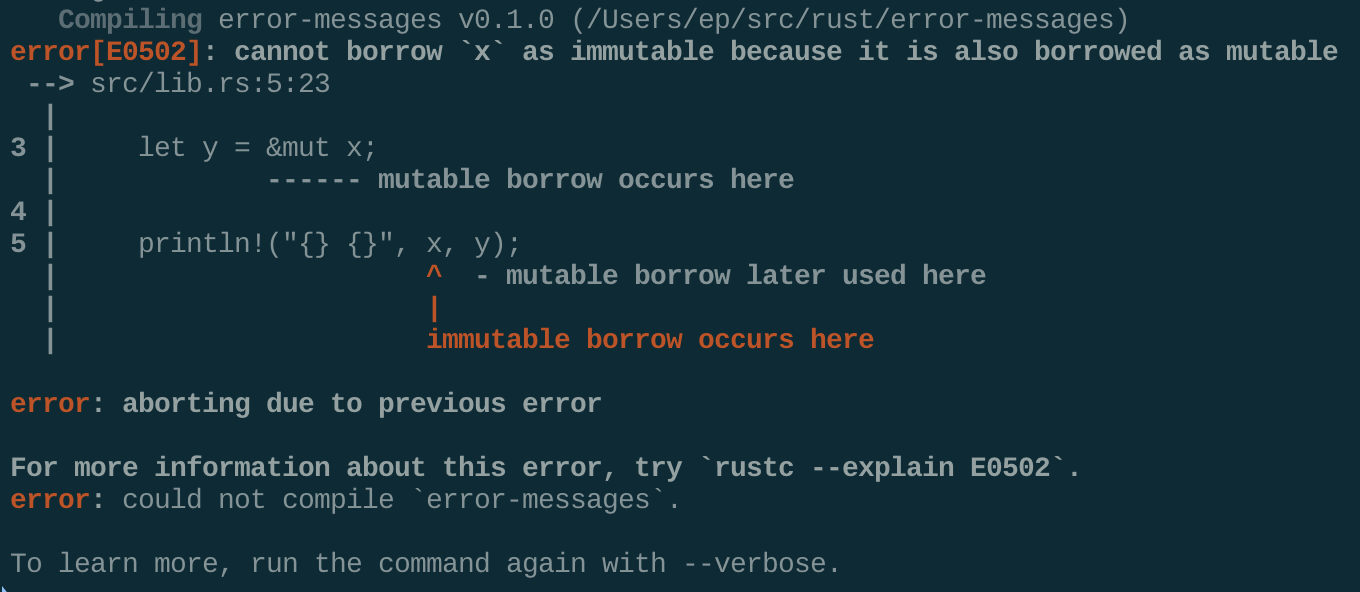 Compiling error-messages v0.1.0 (/Users/ep/src/rust/error-messages)
error[E0502]: cannot borrow `x` as immutable because it is also borrowed as mutable
 --> src/lib.rs:5:23
  |
3 |     let y = &mut x;
  |             ------ mutable borrow occurs here
4 |
5 |     println!("{} {}", x, y);
  |                       ^  - mutable borrow later used here
  |                       |
  |                       immutable borrow occurs here

error: aborting due to previous error

For more information about this error, try `rustc --explain E0502`.
error: could not compile `error-messages`.

To learn more, run the command again with --verbose.